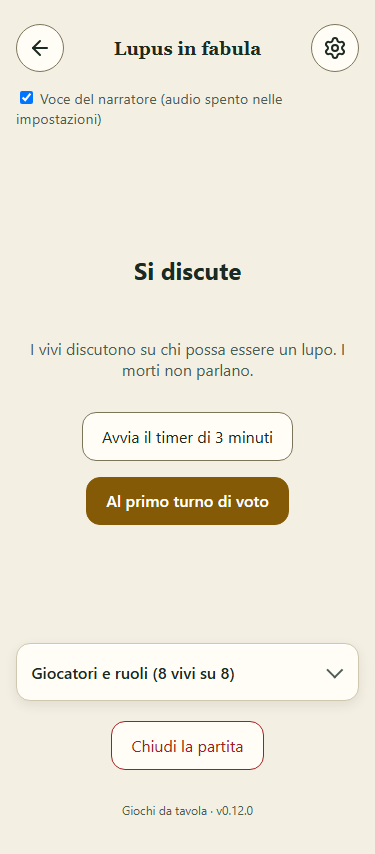 Lupus in fabula
Voce del narratore (audio spento nelle
impostazioni)
Si discute
I vivi discutono su chi possa essere un lupo. I
morti non parlano.
Avvia il timer di 3 minuti
Al primo turno di voto
Giocatori e ruoli (8 vivi su 8)
Chiudi la partita
Giochi da tavola · v0.12.0